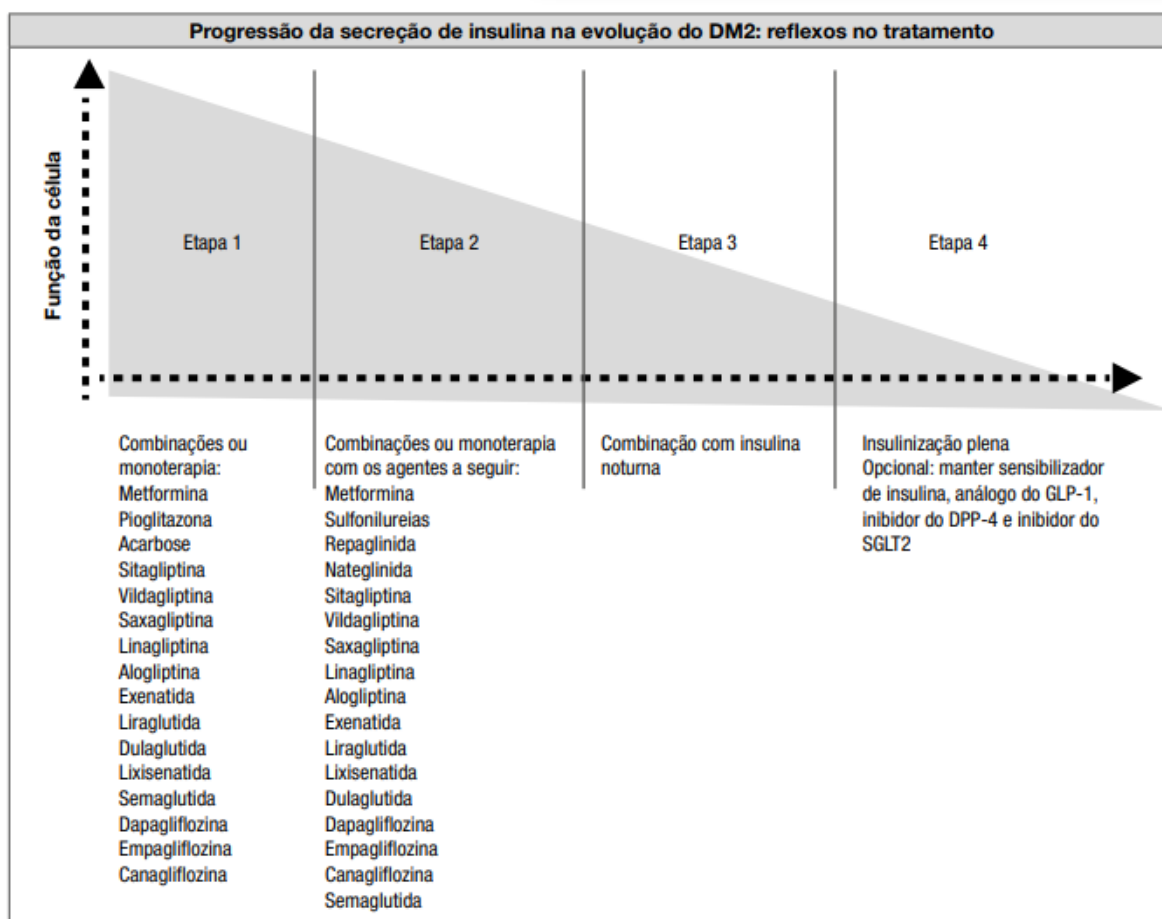 Progressão da secreção de insulina na evolução do DM2: reflexos no tratamento
Função da célula
Etapa 1
Etapa 2
Etapa 3
Etapa 4
Combinações ou
monoterapia:
Metformina
Pioglitazona
Acarbose
Sitagliptina
Vildagliptina
Saxagliptina
Linagliptina
Alogliptina
Exenatida
Liraglutida
Dulaglutida
Lixisenatida
Semaglutida
Dapagliflozina
Empagliflozina
Canagliflozina
Combinações ou monoterapia
com os agentes a seguir:
Metformina
Sulfonilureias
Repaglinida
Nateglinida
Sitagliptina
Vildagliptina
Saxagliptina
Linagliptina
Alogliptina
Exenatida
Liraglutida
Lixisenatida
Dulaglutida
Dapagliflozina
Empagliflozina
Canagliflozina
Semaglutida
Combinação com insulina
noturna
Insulinização plena
Opcional: manter sensibilizador
de insulina, análogo do GLP-1,
inibidor do DPP-4 e inibidor do
SGLT2